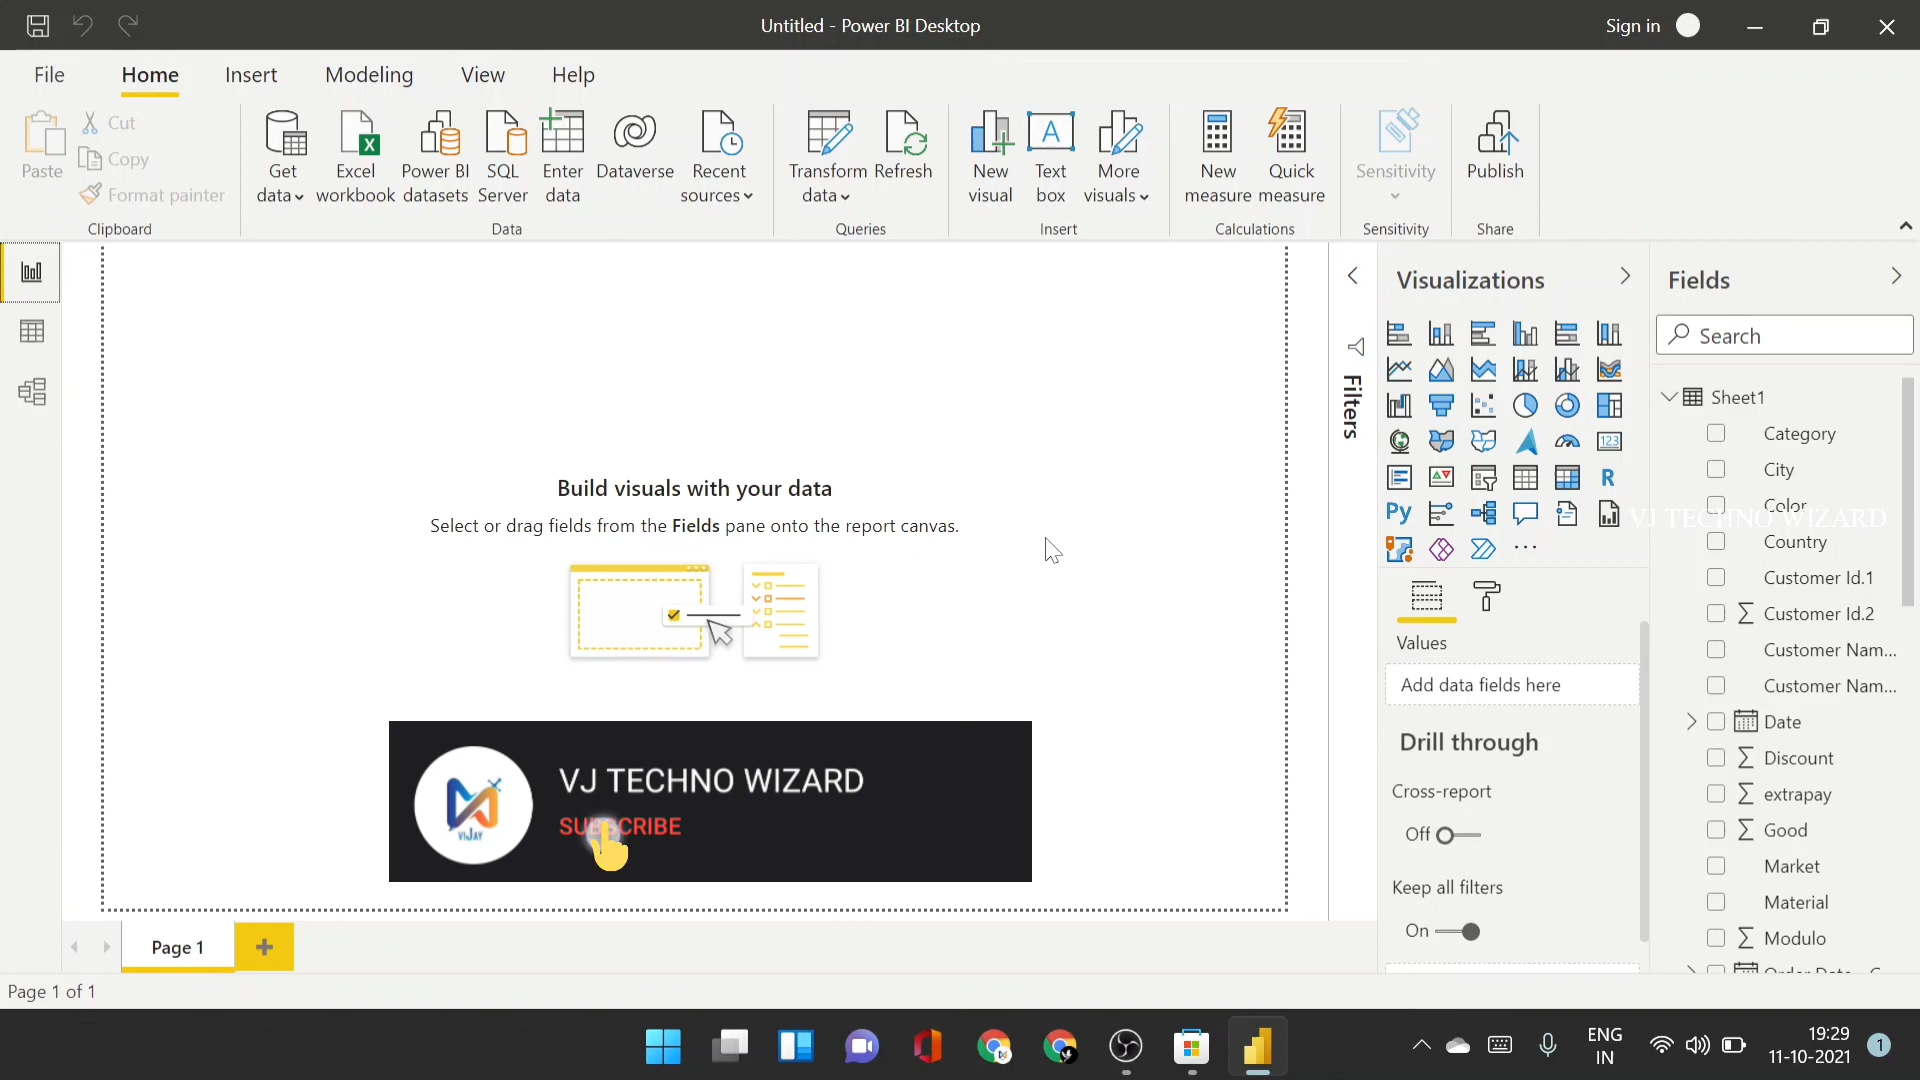 Untitled - Power BI Desktop
Sign in
File
Home
Insert
Modeling
View
Help
Paste
Cut
Copy
Format painter
Clipboard
Get data
Excel workbook
Power BI datasets
SQL Server
Enter data
Dataverse
Recent sources
Data
Transform data
Refresh
Queries
New visual
Text box
More visuals
Insert
New measure
Quick measure
Calculations
Sensitivity
Sensitivity
Publish
Share
Build visuals with your data
Select or drag fields from the Fields pane onto the report canvas.
VJ TECHNO WIZARD
SUBSCRIBE
VIJAY
Filters
Visualizations
123
R
Py
Values
Add data fields here
Drill through
Cross-report
Off
Keep all filters
On
Fields
Search
Sheet1
Category
City
Color
VJ TECHNO WIZARD
Country
Customer Id.1
Customer Id.2
Customer Nam...
Customer Nam...
Date
Discount
extrapay
Good
Market
Material
Modulo
Page 1
Page 1 of 1
ENG
IN
19:29
11-10-2021
1